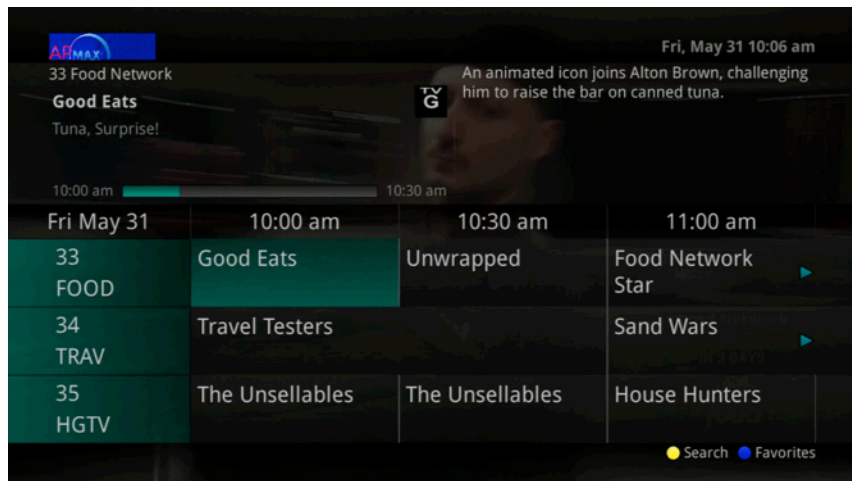 APMAX
Fri, May 31 10:06 am
33 Food Network
Good Eats
Tuna, Surprise!
TV
G
An animated icon joins Alton Brown, challenging
him to raise the bar on canned tuna.
10:00 am 10:30 am
Fri May 31 10:00 am 10:30 am 11:00 am
33
FOOD
Good Eats
Unwrapped
Food Network
Star
34
TRAV
Travel Testers
Sand Wars
35
HGTV
The Unsellables
The Unsellables
House Hunters
Search Favorites